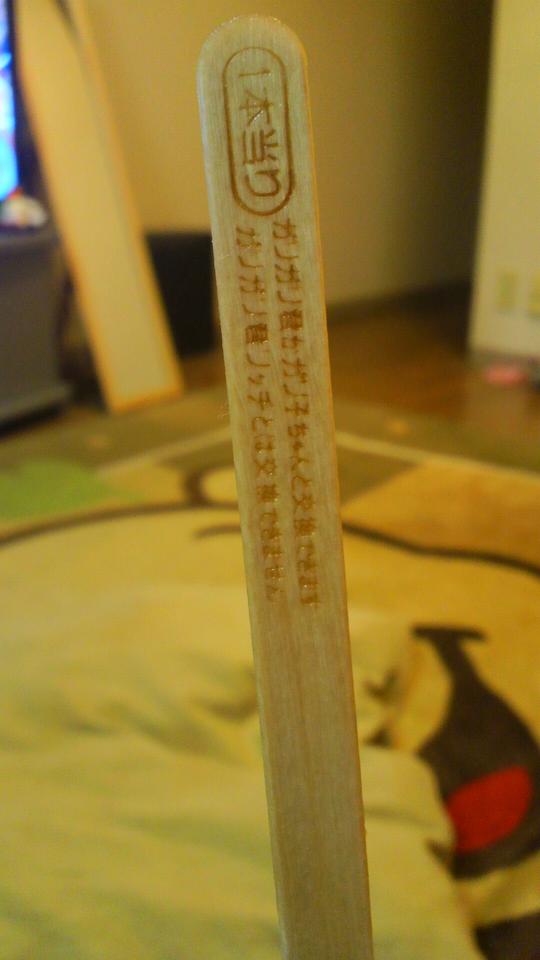 一本当り
ガリガリ君かガリ子ちゃんと交換できます
ガリガリ君リッチとは交換できません